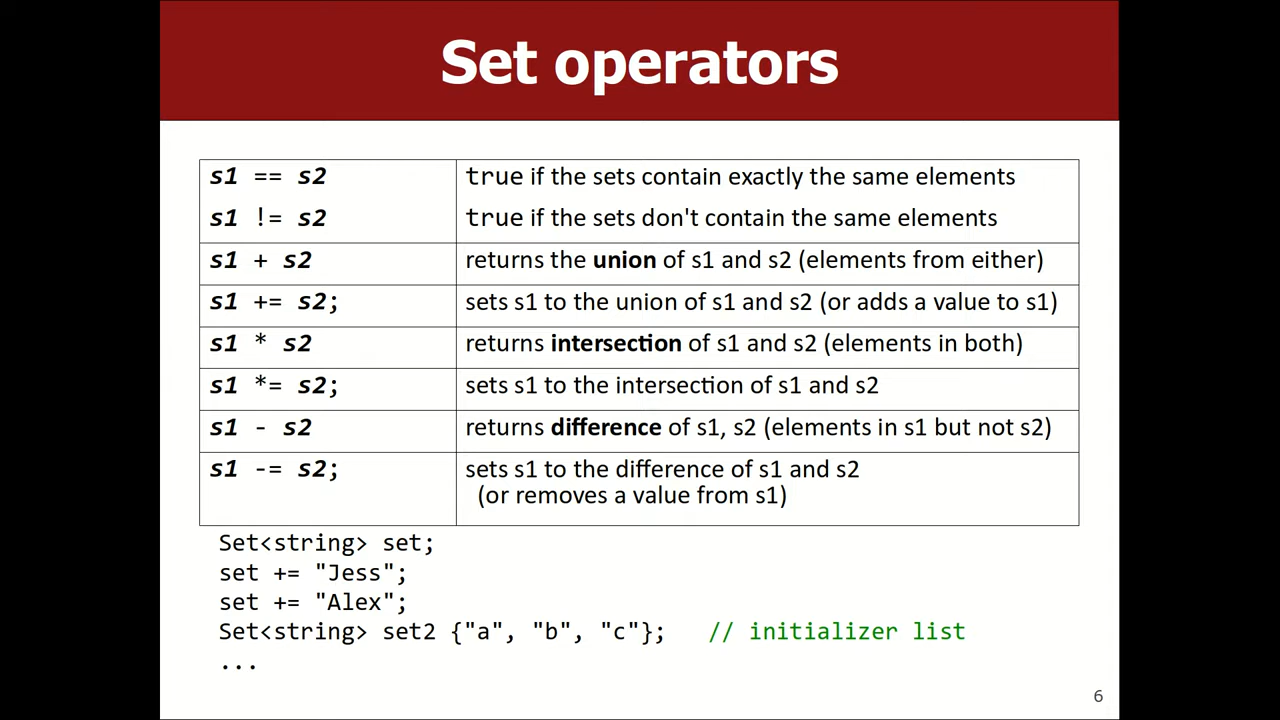 Set operators
s1 == s2 true if the sets contain exactly the same elements
s1 != s2 true if the sets don't contain the same elements
s1 + s2 returns the union of s1 and s2 (elements from either)
s1 += s2; sets s1 to the union of s1 and s2 (or adds a value to s1)
s1 * s2 returns intersection of s1 and s2 (elements in both)
s1 *= s2; sets s1 to the intersection of s1 and s2
s1 - s2 returns difference of s1, s2 (elements in s1 but not s2)
s1 -= s2; sets s1 to the difference of s1 and s2
(or removes a value from s1)
Set<string> set;
set += "Jess";
set += "Alex";
Set<string> set2 {"a", "b", "c"}; // initializer list
...
6